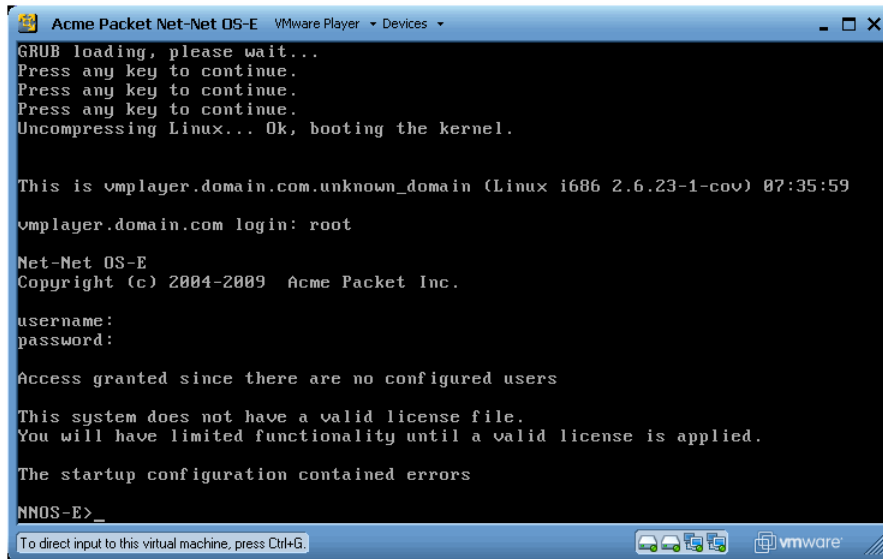 Acme Packet Net-Net OS-E VMware Player Devices
GRUB loading, please wait...
Press any key to continue.
Press any key to continue.
Press any key to continue.
Uncompressing Linux... Ok, booting the kernel.
This is vmplayer.domain.com.unknown_domain (Linux i686 2.6.23-1-cov) 07:35:59
vmplayer.domain.com login: root
Net-Net OS-E
Copyright (c) 2004-2009  Acme Packet Inc.
username:
password:
Access granted since there are no configured users
This system does not have a valid license file.
You will have limited functionality until a valid license is applied.
The startup configuration contained errors
NNOS-E>_
To direct input to this virtual machine, press Ctrl+G.
vmware